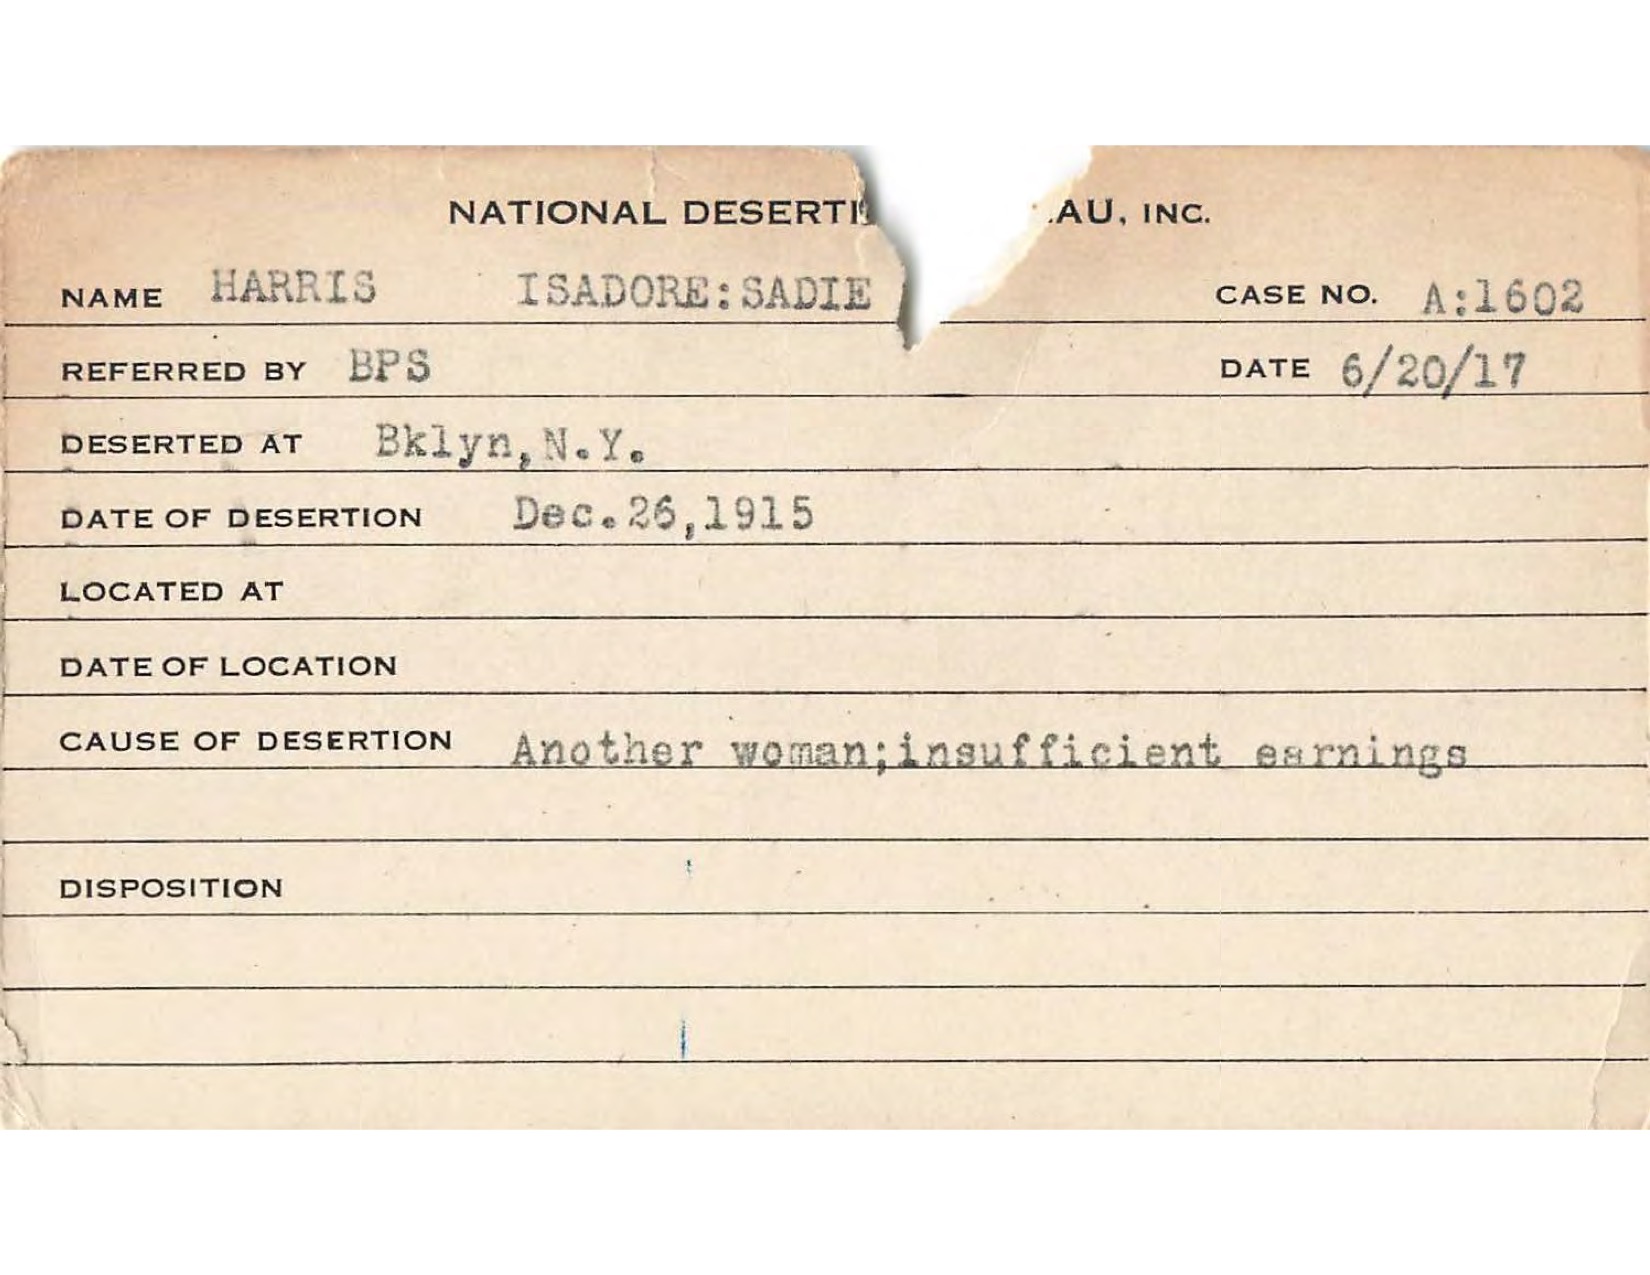 NATIONAL DESERTI AU, INC.
NAME HARRIS ISADORE:SADIE CASE NO. A:1602
REFERRED BY BPS DATE 6/20/17
DESERTED AT Bklyn,N.Y.
DATE OF DESERTION Dec.26,1915
LOCATED AT
DATE OF LOCATION
CAUSE OF DESERTION Another woman;insufficient earnings
DISPOSITION